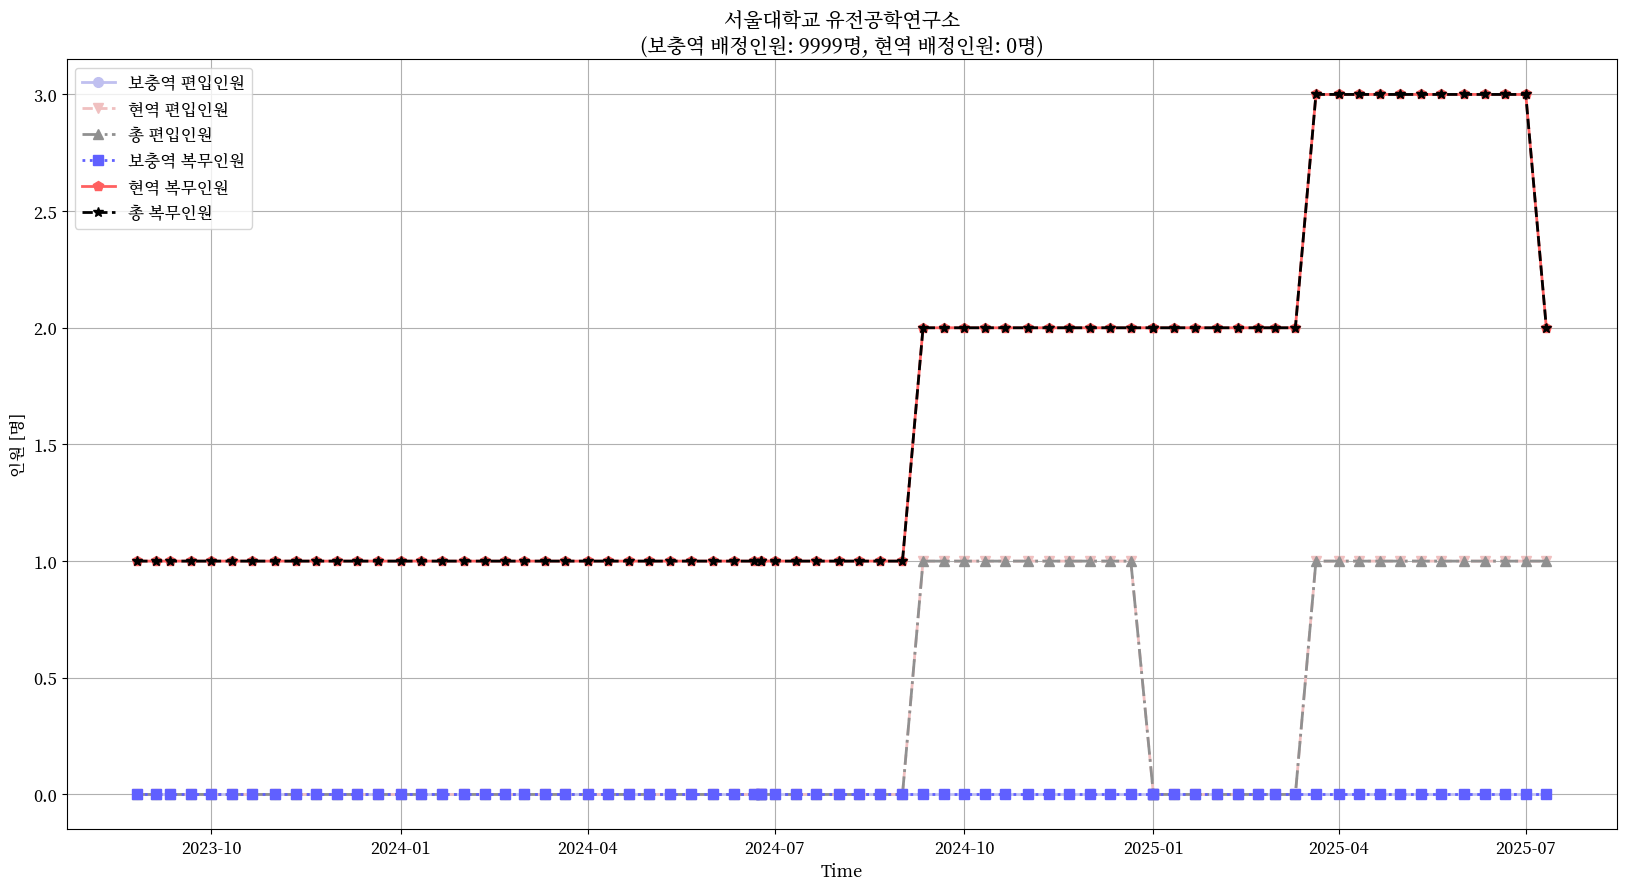 서울대학교 유전공학연구소
(보충역 배정인원: 9999명, 현역 배정인원: 0명)
보충역 편입인원
현역 편입인원
총 편입인원
보충역 복무인원
현역 복무인원
총 복무인원
3.0
2.5
2.0
1.5
1.0
0.5
0.0
인원 [명]
2023-10
2024-01
2024-04
2024-07
2024-10
2025-01
2025-04
2025-07
Time